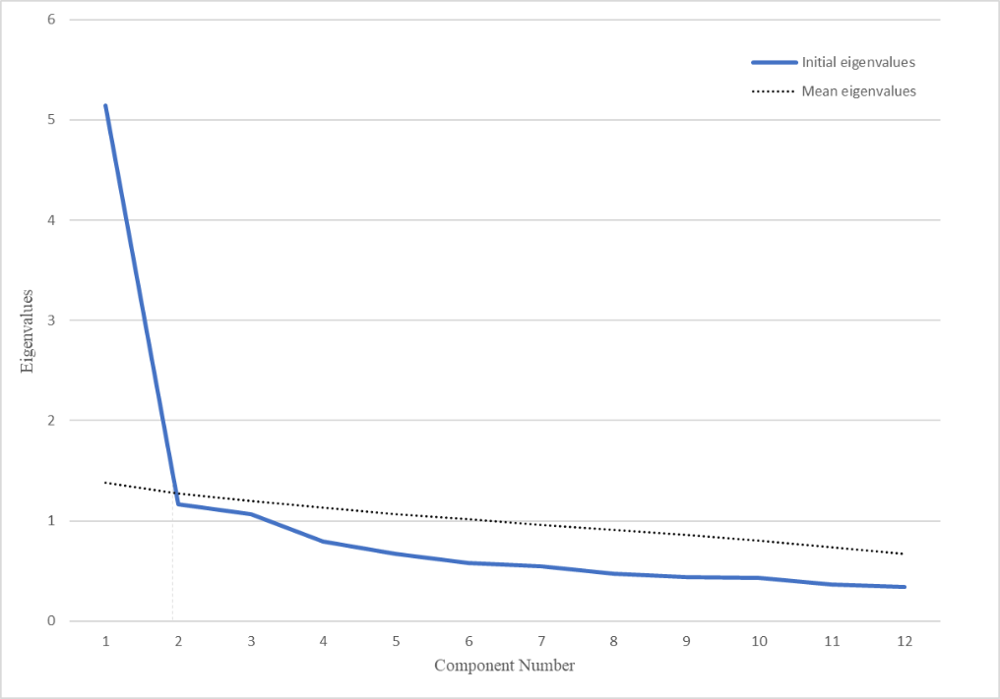 6
Initial eigenvalues
Mean eigenvalues
5
4
3
2
1
0
Eigenvalues
1 2 3 4 5 6 7 8 9 10 11 12
Component Number